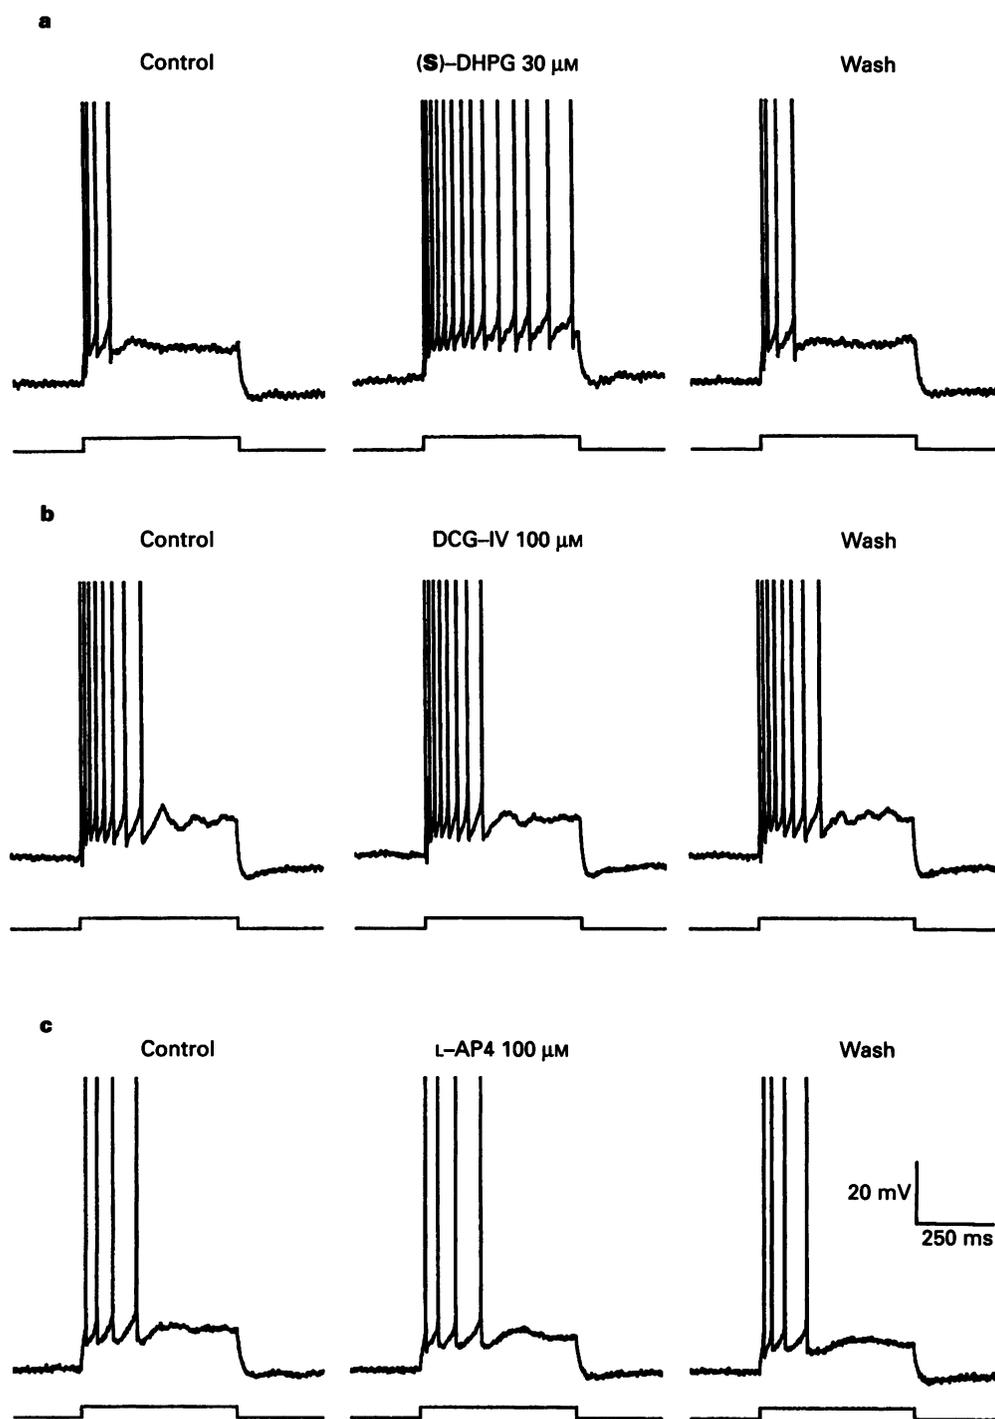 a
Control (S)–DHPG 30 μM Wash
b
Control DCG–IV 100 μM Wash
c
Control L–AP4 100 μM Wash
20 mV
250 ms